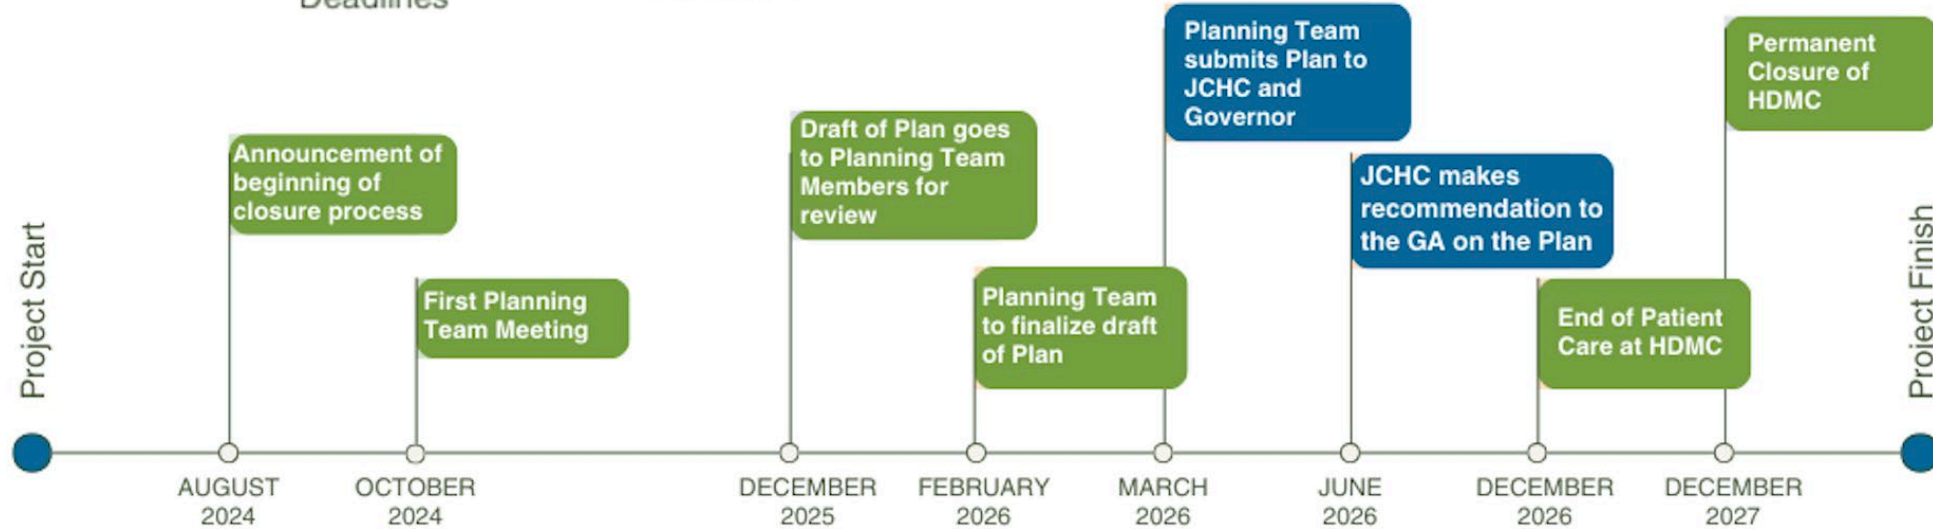 Deadlines
Planning Team
submits Plan to
JCHC and
Governor
Permanent
Closure of
HDMC
Announcement of
beginning of
closure process
Draft of Plan goes
to Planning Team
Members for
review
JCHC makes
recommendation to
the GA on the Plan
First Planning
Team Meeting
Planning Team
to finalize draft
of Plan
End of Patient
Care at HDMC
Project Start
Project Finish
AUGUST
2024
OCTOBER
2024
DECEMBER
2025
FEBRUARY
2026
MARCH
2026
JUNE
2026
DECEMBER
2026
DECEMBER
2027